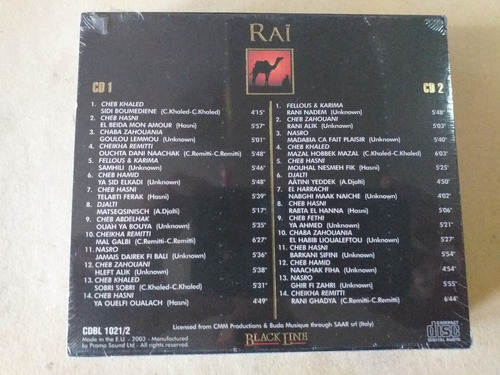 RAÏ
CD 1
1. CHEB KHALED
SIDI BOUMEDIENE (C.Khaled-C.Khaled) 4'15"
2. CHEB HASNI
EL BEIDA MON AMOUR (Hasni) 5'57"
3. CHABA ZAHOUANIA
GOULOU LEMMOU (Unknown) 5'01"
4. CHEIKHA REMITTI
OUCHTA DANI NAACHAK (C.Remitti-C.Remitti) 5'48"
5. FELLOUS & KARIMA
SAMHILI (Unknown) 5'46"
6. CHEB HAMID
YA SID ELKADI (Unknown) 5'48"
7. CHEB HASNI
TELABTI FERAK (Hasni) 5'39"
8. DJALTI
MATSEQSINSCH (A.Djalti) 5'17"
9. CHEB ABDELHAK
OUAH YA BOUYA (Unknown) 5'35"
10. CHEIKHA REMITTI
MAL GALBI (C.Remitti-C.Remitti) 6'27"
11. NASRO
JAMAIS DAIREK FI BALI (Unknown) 5'36"
12. CHEB ZAHOUANI
HLEFT ALIK (Unknown) 5'38"
13. CHEB KHALED
SOBRI SOBRI (C.Khaled-C.Khaled) 5'31"
14. CHEB HASNI
YA OUELFI OUALACH (Hasni) 4'49"
CD 2
1. FELLOUS & KARIMA
RANI NADEM (Unknown) 5'48"
2. CHEB ZAHOUANI
RANI ALIK (Unknown) 5'03"
3. NASRO
MADABIA CA FAIT PLAISIR (Unknown) 5'40"
4. CHEB KHALED
MAZAL HOBBEK MAZAL (C.Khaled-C.Khaled) 6'03"
5. CHEB HASNI
MOUHAL NESMEH FIK (Hasni) 5'25"
6. DJALTI
AÂTINI YEDDEK (A.Djalti) 4'50"
7. EL HARRACHI
NABGHI MAAK NAICHE (Unknown) 4'02"
8. CHEB HASNI
RABTA EL HANNA (Hasni) 5'06"
9. CHEB FETHI
YA AHMED (Unknown) 5'21"
10. CHABA ZAHOUANIA
EL HABIB LIOUALEFTOU (Unknown) 5'27"
11. CHEB HASNI
BARKANI SIFINI (Hasni) 5'54"
12. CHEB HAMID
NAACHAK FIHA (Unknown) 4'54"
13. NASRO
GHIR FI ZAHRI (Unknown) 5'55"
14. CHEIKHA REMITTI
RANI GHADYA (C.Remitti-C.Remitti) 6'44"
CDBL 1021/2
Licensed from CMM Productions & Buda Musique through SAAR srl (Italy)
Made in the E.U. - 2003 - Manufactured
by Promo Sound Ltd - All rights reserved.
BLACK LINE
COMPACT
disc
DIGITAL AUDIO